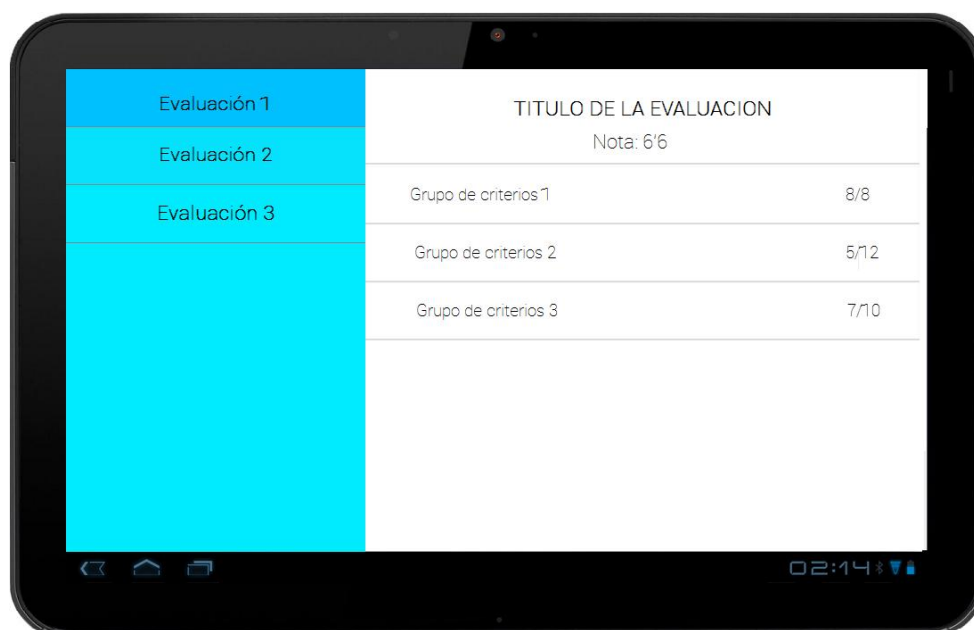 Evaluación 1
Evaluación 2
Evaluación 3
TITULO DE LA EVALUACION
Nota: 6'6
Grupo de criterios 1 8/8
Grupo de criterios 2 5/12
Grupo de criterios 3 7/10
02:14